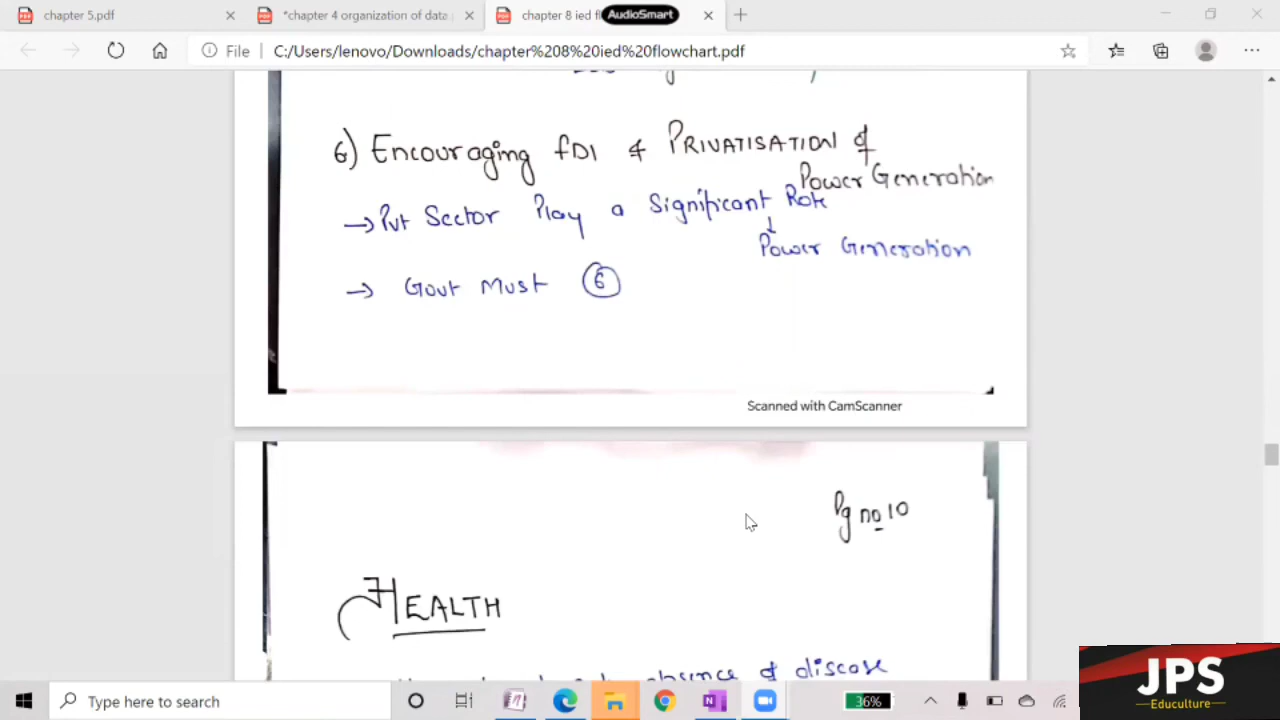 chapter 5.pdf
*chapter 4 organization of data
chapter 8 ied fl
AudioSmart
File
C:/Users/lenovo/Downloads/chapter%208%20ied%20flowchart.pdf
6) Encouraging FDI & PRIVATISATION of
Power Generation
→ Pvt Sector Play a Significant Role
↓
Power Generation
→ Govt Must 6
Scanned with CamScanner
Pg no 10
HEALTH
absence of disease
Type here to search
36%
JPS
Educulture